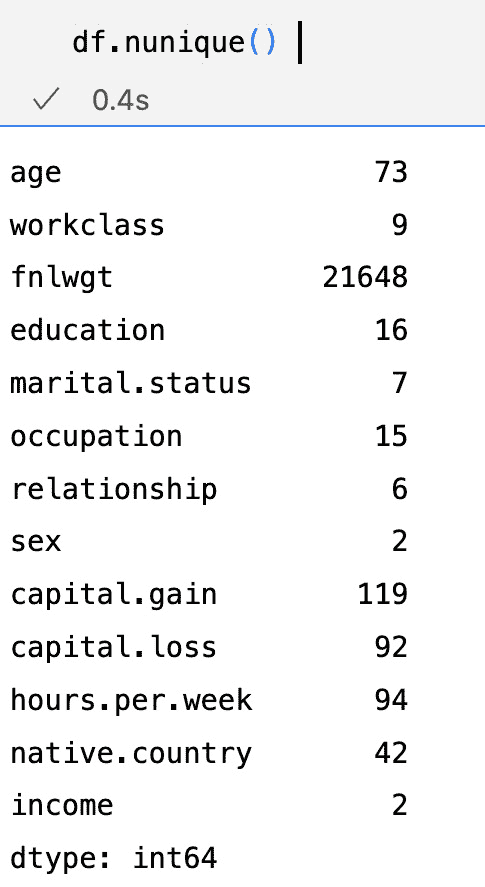 df.nunique()
0.4s
age 73
workclass 9
fnlwgt 21648
education 16
marital.status 7
occupation 15
relationship 6
sex 2
capital.gain 119
capital.loss 92
hours.per.week 94
native.country 42
income 2
dtype: int64